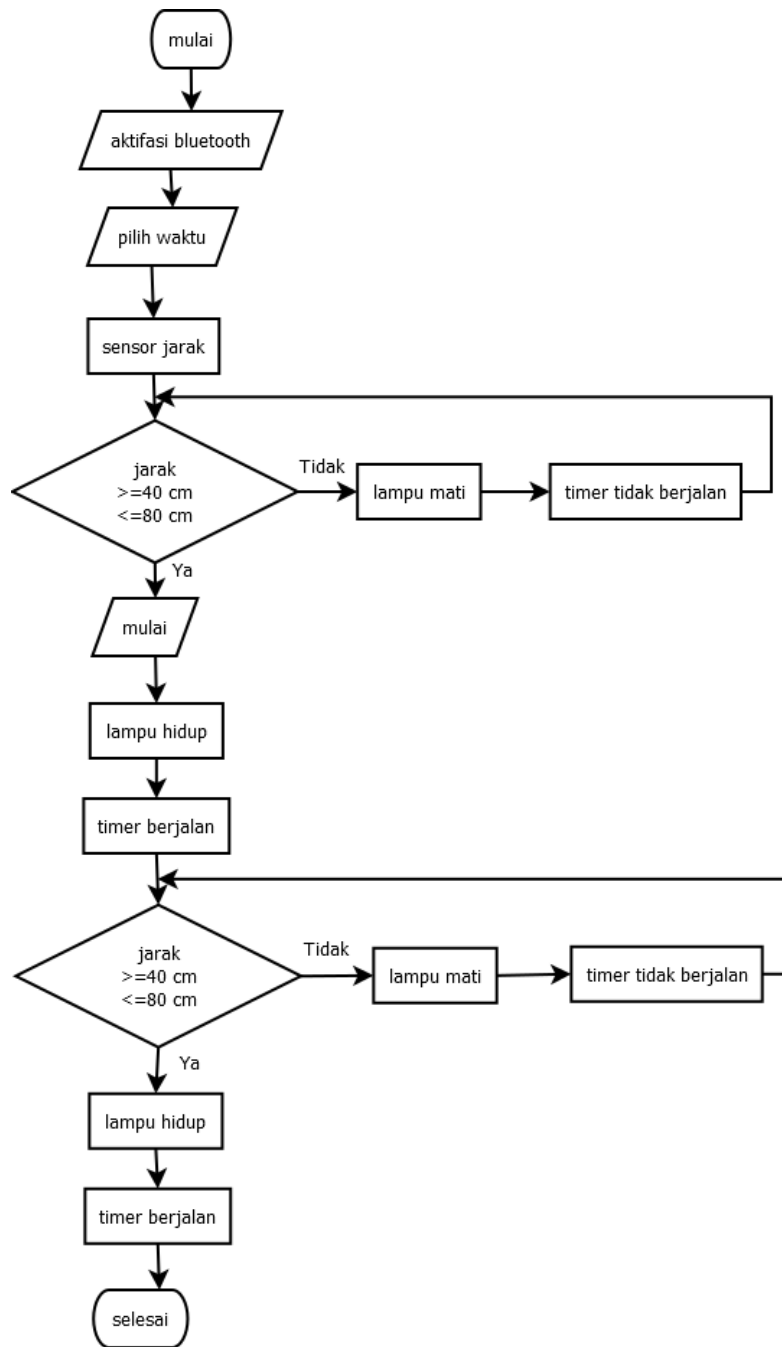 mulai
aktifasi bluetooth
pilih waktu
sensor jarak
jarak
>=40 cm
<=80 cm
Tidak
lampu mati
timer tidak berjalan
Ya
mulai
lampu hidup
timer berjalan
jarak
>=40 cm
<=80 cm
Tidak
lampu mati
timer tidak berjalan
Ya
lampu hidup
timer berjalan
selesai